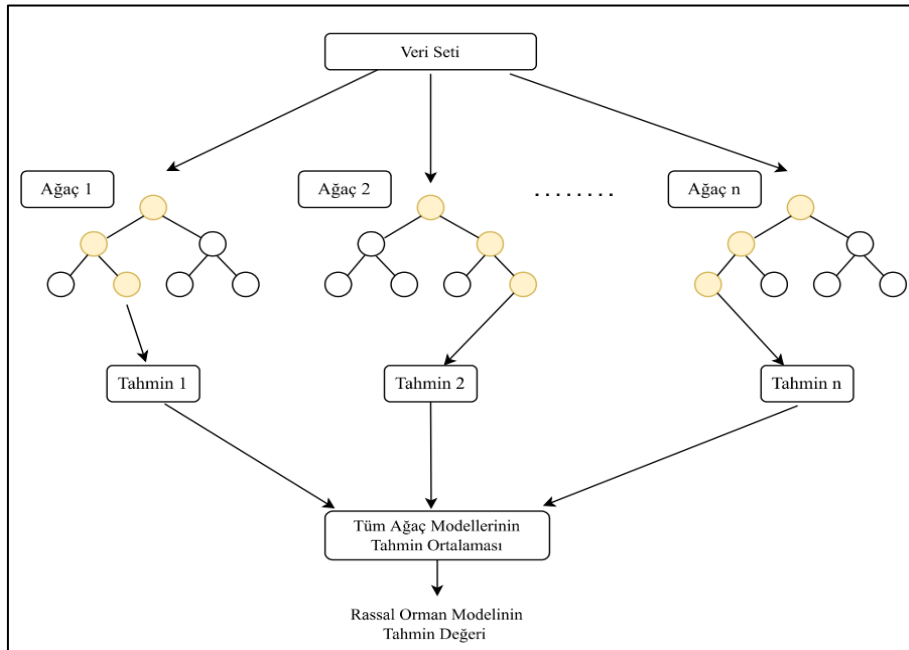 Veri Seti
Ağaç 1
Ağaç 2
. . . . . . . .
Ağaç n
Tahmin 1
Tahmin 2
Tahmin n
Tüm Ağaç Modellerinin
Tahmin Ortalaması
Rassal Orman Modelinin
Tahmin Değeri